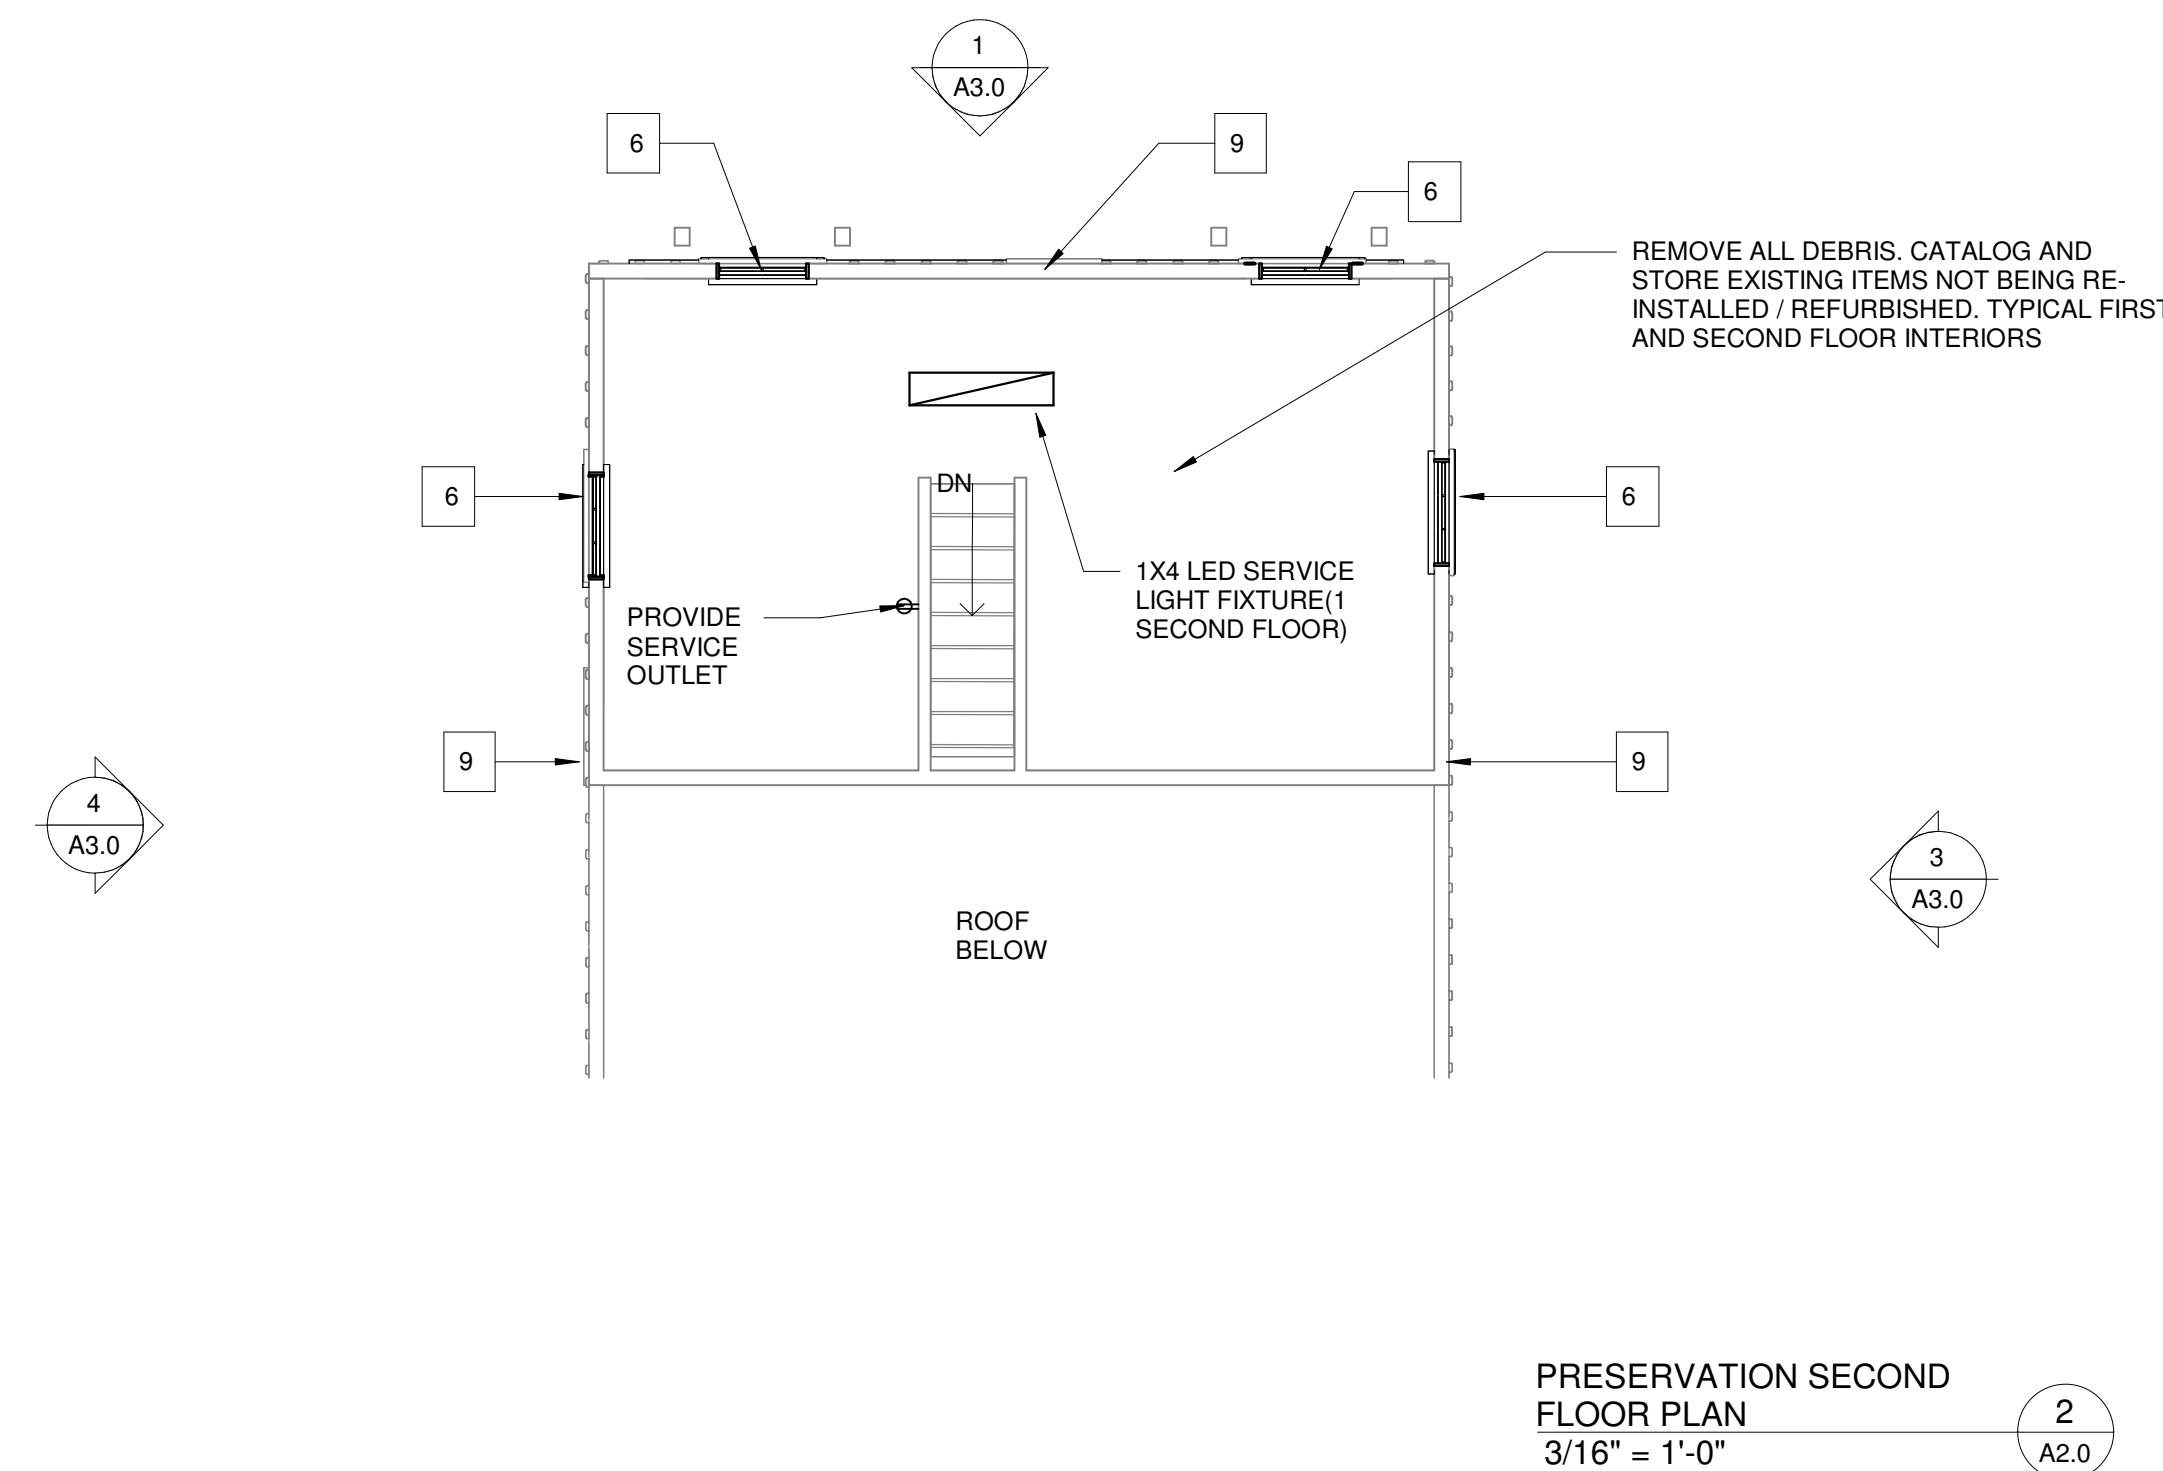 1
A3.0
6
9
6
REMOVE ALL DEBRIS. CATALOG AND
STORE EXISTING ITEMS NOT BEING RE-
INSTALLED / REFURBISHED. TYPICAL FIRST
AND SECOND FLOOR INTERIORS
6
DN
6
1X4 LED SERVICE
LIGHT FIXTURE(1
SECOND FLOOR)
PROVIDE
SERVICE
OUTLET
9
9
4
A3.0
3
A3.0
ROOF
BELOW
PRESERVATION SECOND
FLOOR PLAN
3/16" = 1'-0"
2
A2.0